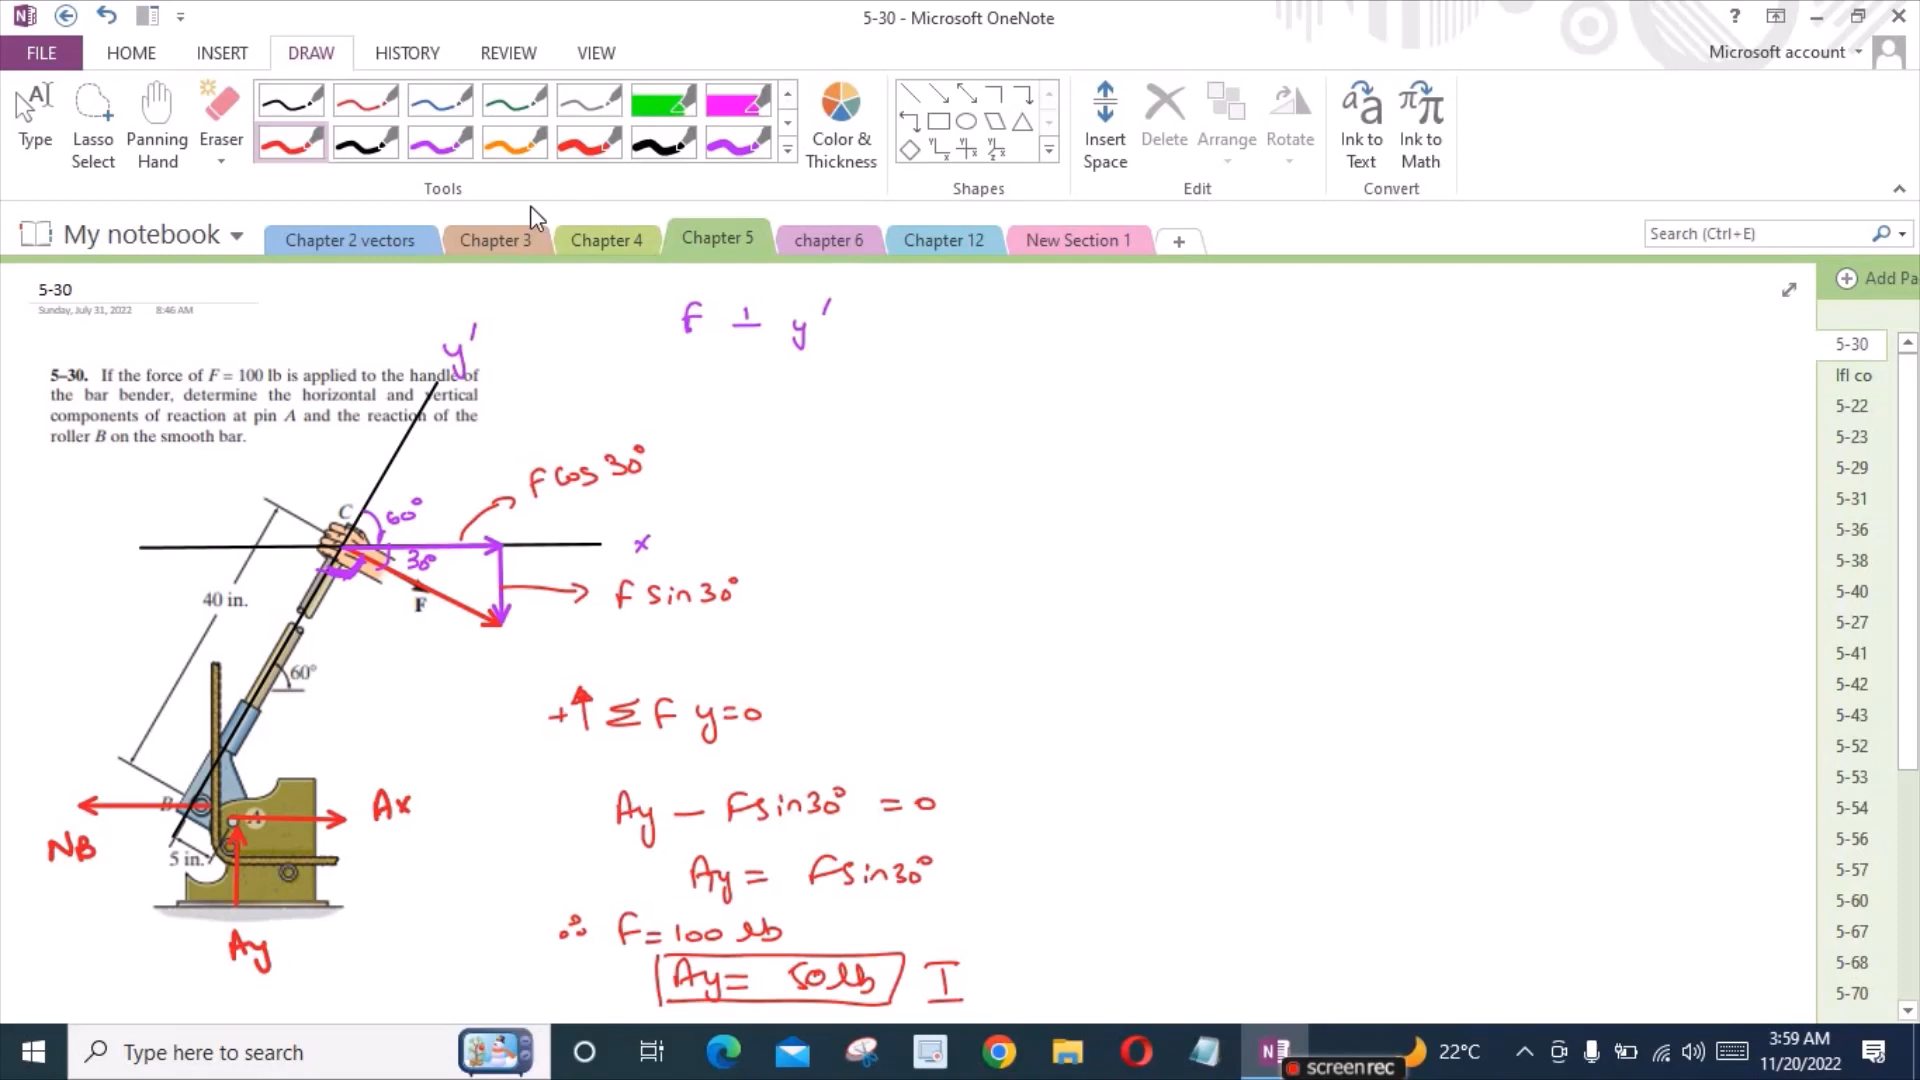 5-30 - Microsoft OneNote
?
FILE HOME INSERT DRAW HISTORY REVIEW VIEW
Microsoft account
Type
Lasso Select
Panning Hand
Eraser
Color & Thickness
Insert Space
Delete
Arrange
Rotate
Ink to Text
Ink to Math
Tools
Shapes
Edit
Convert
My notebook
Chapter 2 vectors
Chapter 3
Chapter 4
Chapter 5
chapter 6
Chapter 12
New Section 1
Search (Ctrl+E)
Add Pa
5-30
Sunday, July 31, 2022 8:46 AM
F ⊥ y'
y'
5–30. If the force of F = 100 lb is applied to the handle of
the bar bender, determine the horizontal and vertical
components of reaction at pin A and the reaction of the
roller B on the smooth bar.
F cos 30°
C
60°
x
30°
F
F sin 30°
40 in.
60°
+↑ Σ F y=0
B
A
Ax
NB
5 in.
Ay
Ay - F sin 30° = 0
Ay = F sin 30°
∴ F = 100 lb
Ay = 50 lb I
5-30
lfl co
5-22
5-23
5-29
5-31
5-36
5-38
5-40
5-27
5-41
5-42
5-43
5-52
5-53
5-54
5-56
5-57
5-60
5-67
5-68
5-70
Type here to search
N
screenrec
22°C
3:59 AM
11/20/2022